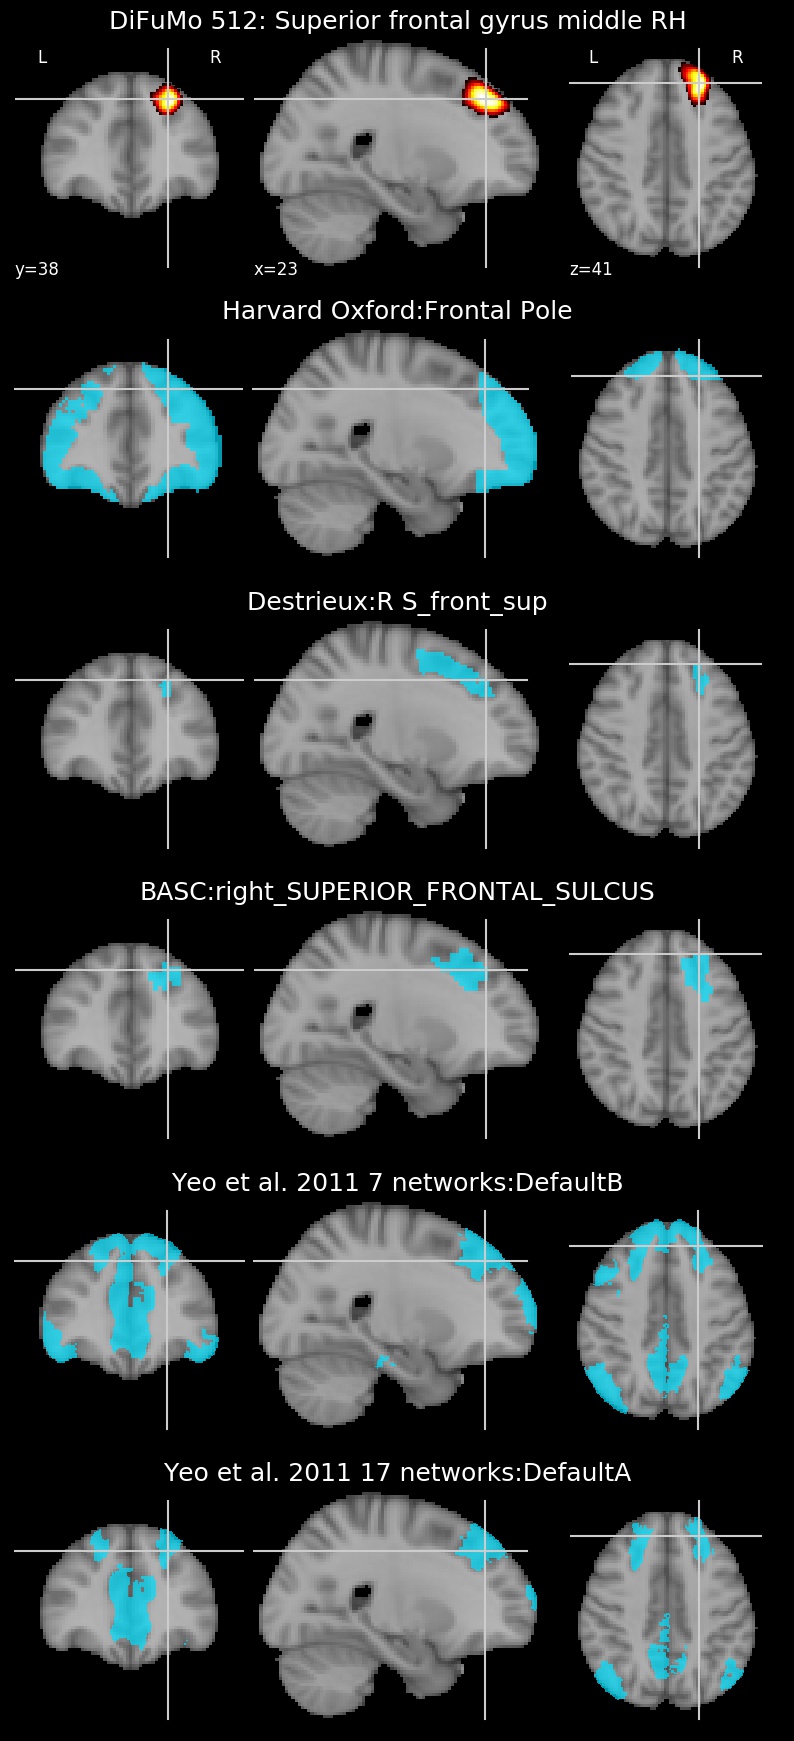 DiFuMo 512: Superior frontal gyrus middle RH
L R L R
y=38 x=23 z=41
Harvard Oxford:Frontal Pole
Destrieux:R S_front_sup
BASC:right_SUPERIOR_FRONTAL_SULCUS
Yeo et al. 2011 7 networks:DefaultB
Yeo et al. 2011 17 networks:DefaultA